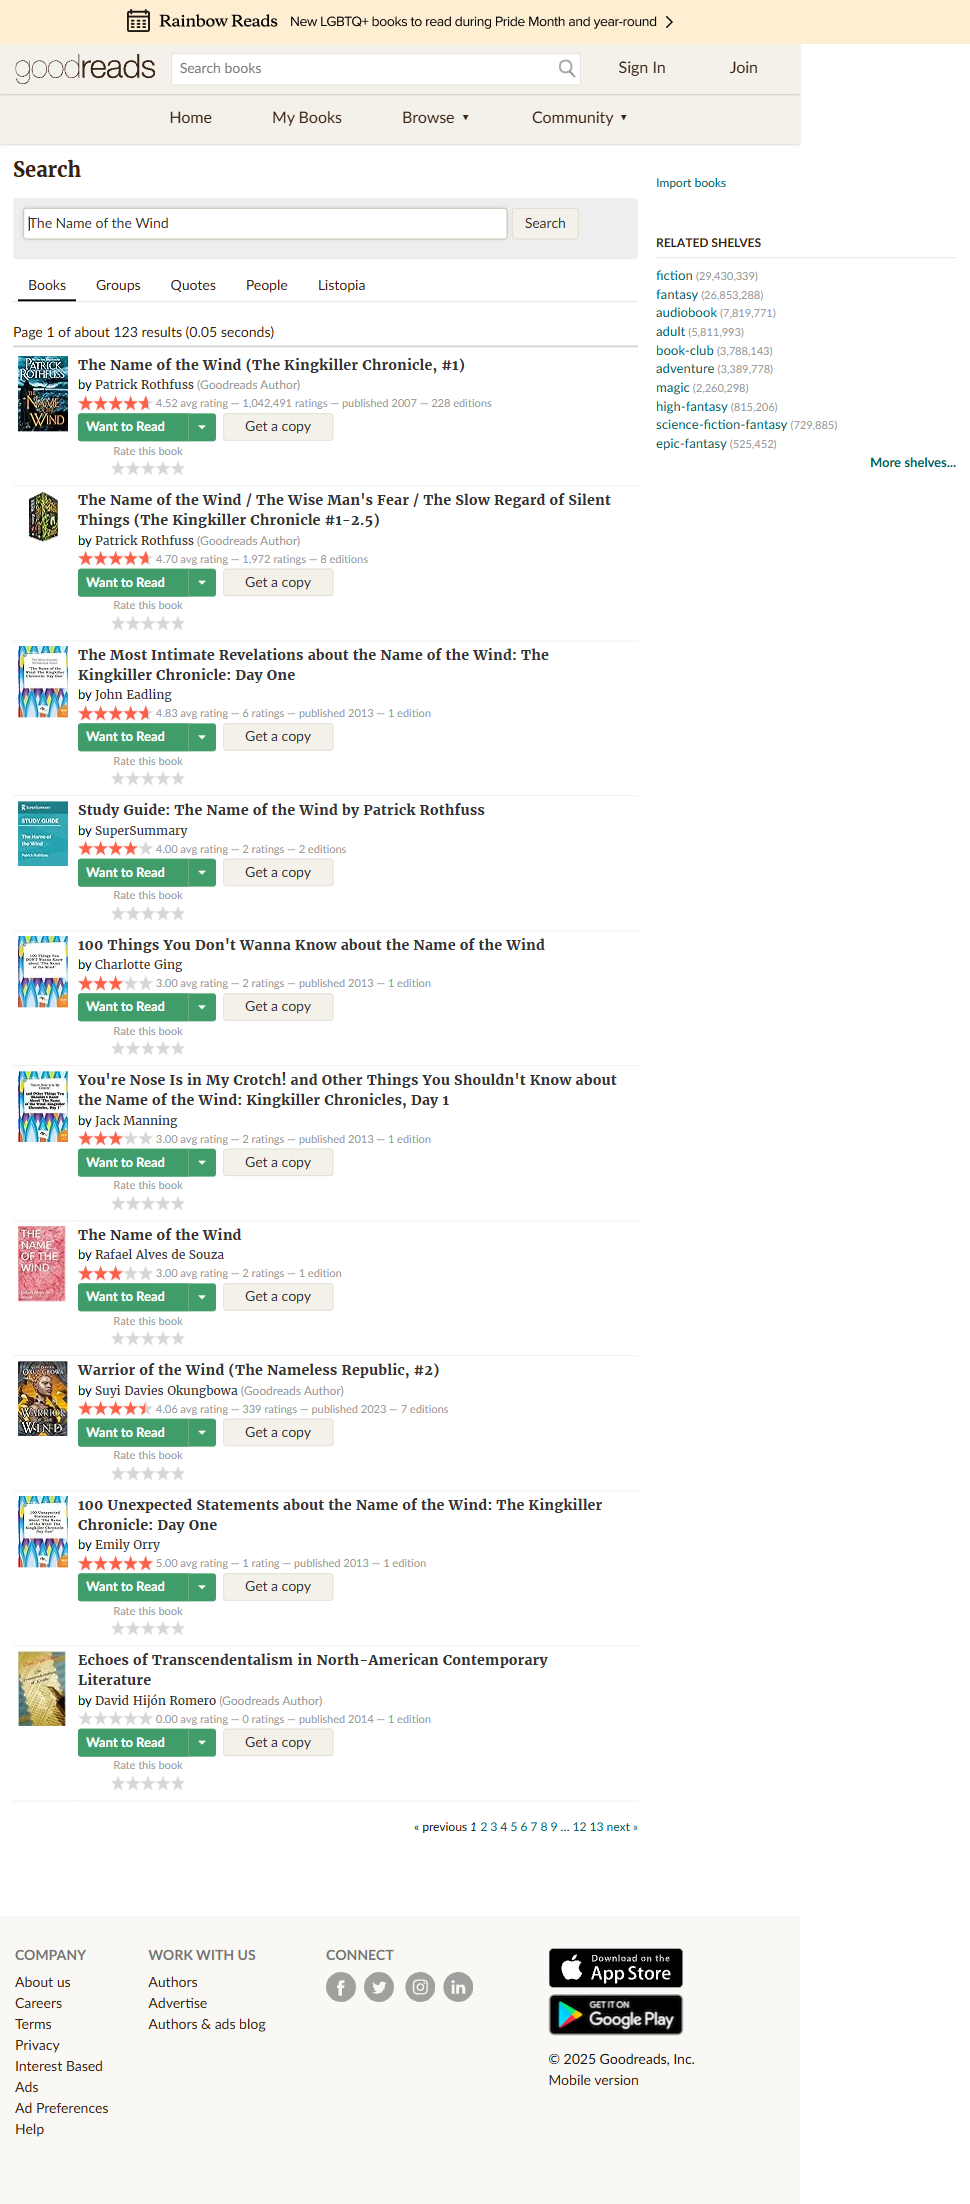 Rainbow Reads New LGBTQ+ books to read during Pride Month and year-round
goodreads
Search books
Sign In
Join
Home
My Books
Browse ▾
Community ▾
Search
Import books
The Name of the Wind
Search
Books
Groups
Quotes
People
Listopia
Page 1 of about 123 results (0.05 seconds)
PATRICK
ROTHFUSS
THE
NAME
OF THE
WIND
The Name of the Wind (The Kingkiller Chronicle, #1)
by Patrick Rothfuss (Goodreads Author)
4.52 avg rating — 1,042,491 ratings — published 2007 — 228 editions
Want to Read
Get a copy
Rate this book
The Name of the Wind / The Wise Man's Fear / The Slow Regard of Silent
Things (The Kingkiller Chronicle #1-2.5)
by Patrick Rothfuss (Goodreads Author)
4.70 avg rating — 1,972 ratings — 8 editions
Want to Read
Get a copy
Rate this book
The Most Intimate Revelations about the Name of the Wind: The
Kingkiller Chronicle: Day One
by John Eadling
4.83 avg rating — 6 ratings — published 2013 — 1 edition
Want to Read
Get a copy
Rate this book
SuperSummary
STUDY GUIDE
The Name of
the Wind
Patrick Rothfuss
Study Guide: The Name of the Wind by Patrick Rothfuss
by SuperSummary
4.00 avg rating — 2 ratings — 2 editions
Want to Read
Get a copy
Rate this book
100 Things You Don't Wanna Know about the Name of the Wind
by Charlotte Ging
3.00 avg rating — 2 ratings — published 2013 — 1 edition
Want to Read
Get a copy
Rate this book
You're Nose Is in My Crotch! and Other Things You Shouldn't Know about
the Name of the Wind: Kingkiller Chronicles, Day 1
by Jack Manning
3.00 avg rating — 2 ratings — published 2013 — 1 edition
Want to Read
Get a copy
Rate this book
THE
NAME
OF THE
WIND
The Name of the Wind
by Rafael Alves de Souza
3.00 avg rating — 2 ratings — 1 edition
Want to Read
Get a copy
Rate this book
OKUNGBOWA
WARRIOR
WIND
Warrior of the Wind (The Nameless Republic, #2)
by Suyi Davies Okungbowa (Goodreads Author)
4.06 avg rating — 339 ratings — published 2023 — 7 editions
Want to Read
Get a copy
Rate this book
100 Unexpected Statements about the Name of the Wind: The Kingkiller
Chronicle: Day One
by Emily Orry
5.00 avg rating — 1 rating — published 2013 — 1 edition
Want to Read
Get a copy
Rate this book
Echoes of Transcendentalism in North-American Contemporary
Literature
by David Hijón Romero (Goodreads Author)
0.00 avg rating — 0 ratings — published 2014 — 1 edition
Want to Read
Get a copy
Rate this book
« previous 1 2 3 4 5 6 7 8 9 … 12 13 next »
RELATED SHELVES
fiction (29,430,339)
fantasy (26,853,288)
audiobook (7,819,771)
adult (5,811,993)
book-club (3,788,143)
adventure (3,389,778)
magic (2,260,298)
high-fantasy (815,206)
science-fiction-fantasy (729,885)
epic-fantasy (525,452)
More shelves...
COMPANY
About us
Careers
Terms
Privacy
Interest Based
Ads
Ad Preferences
Help
WORK WITH US
Authors
Advertise
Authors & ads blog
CONNECT
Download on the
App Store
GET IT ON
Google Play
© 2025 Goodreads, Inc.
Mobile version